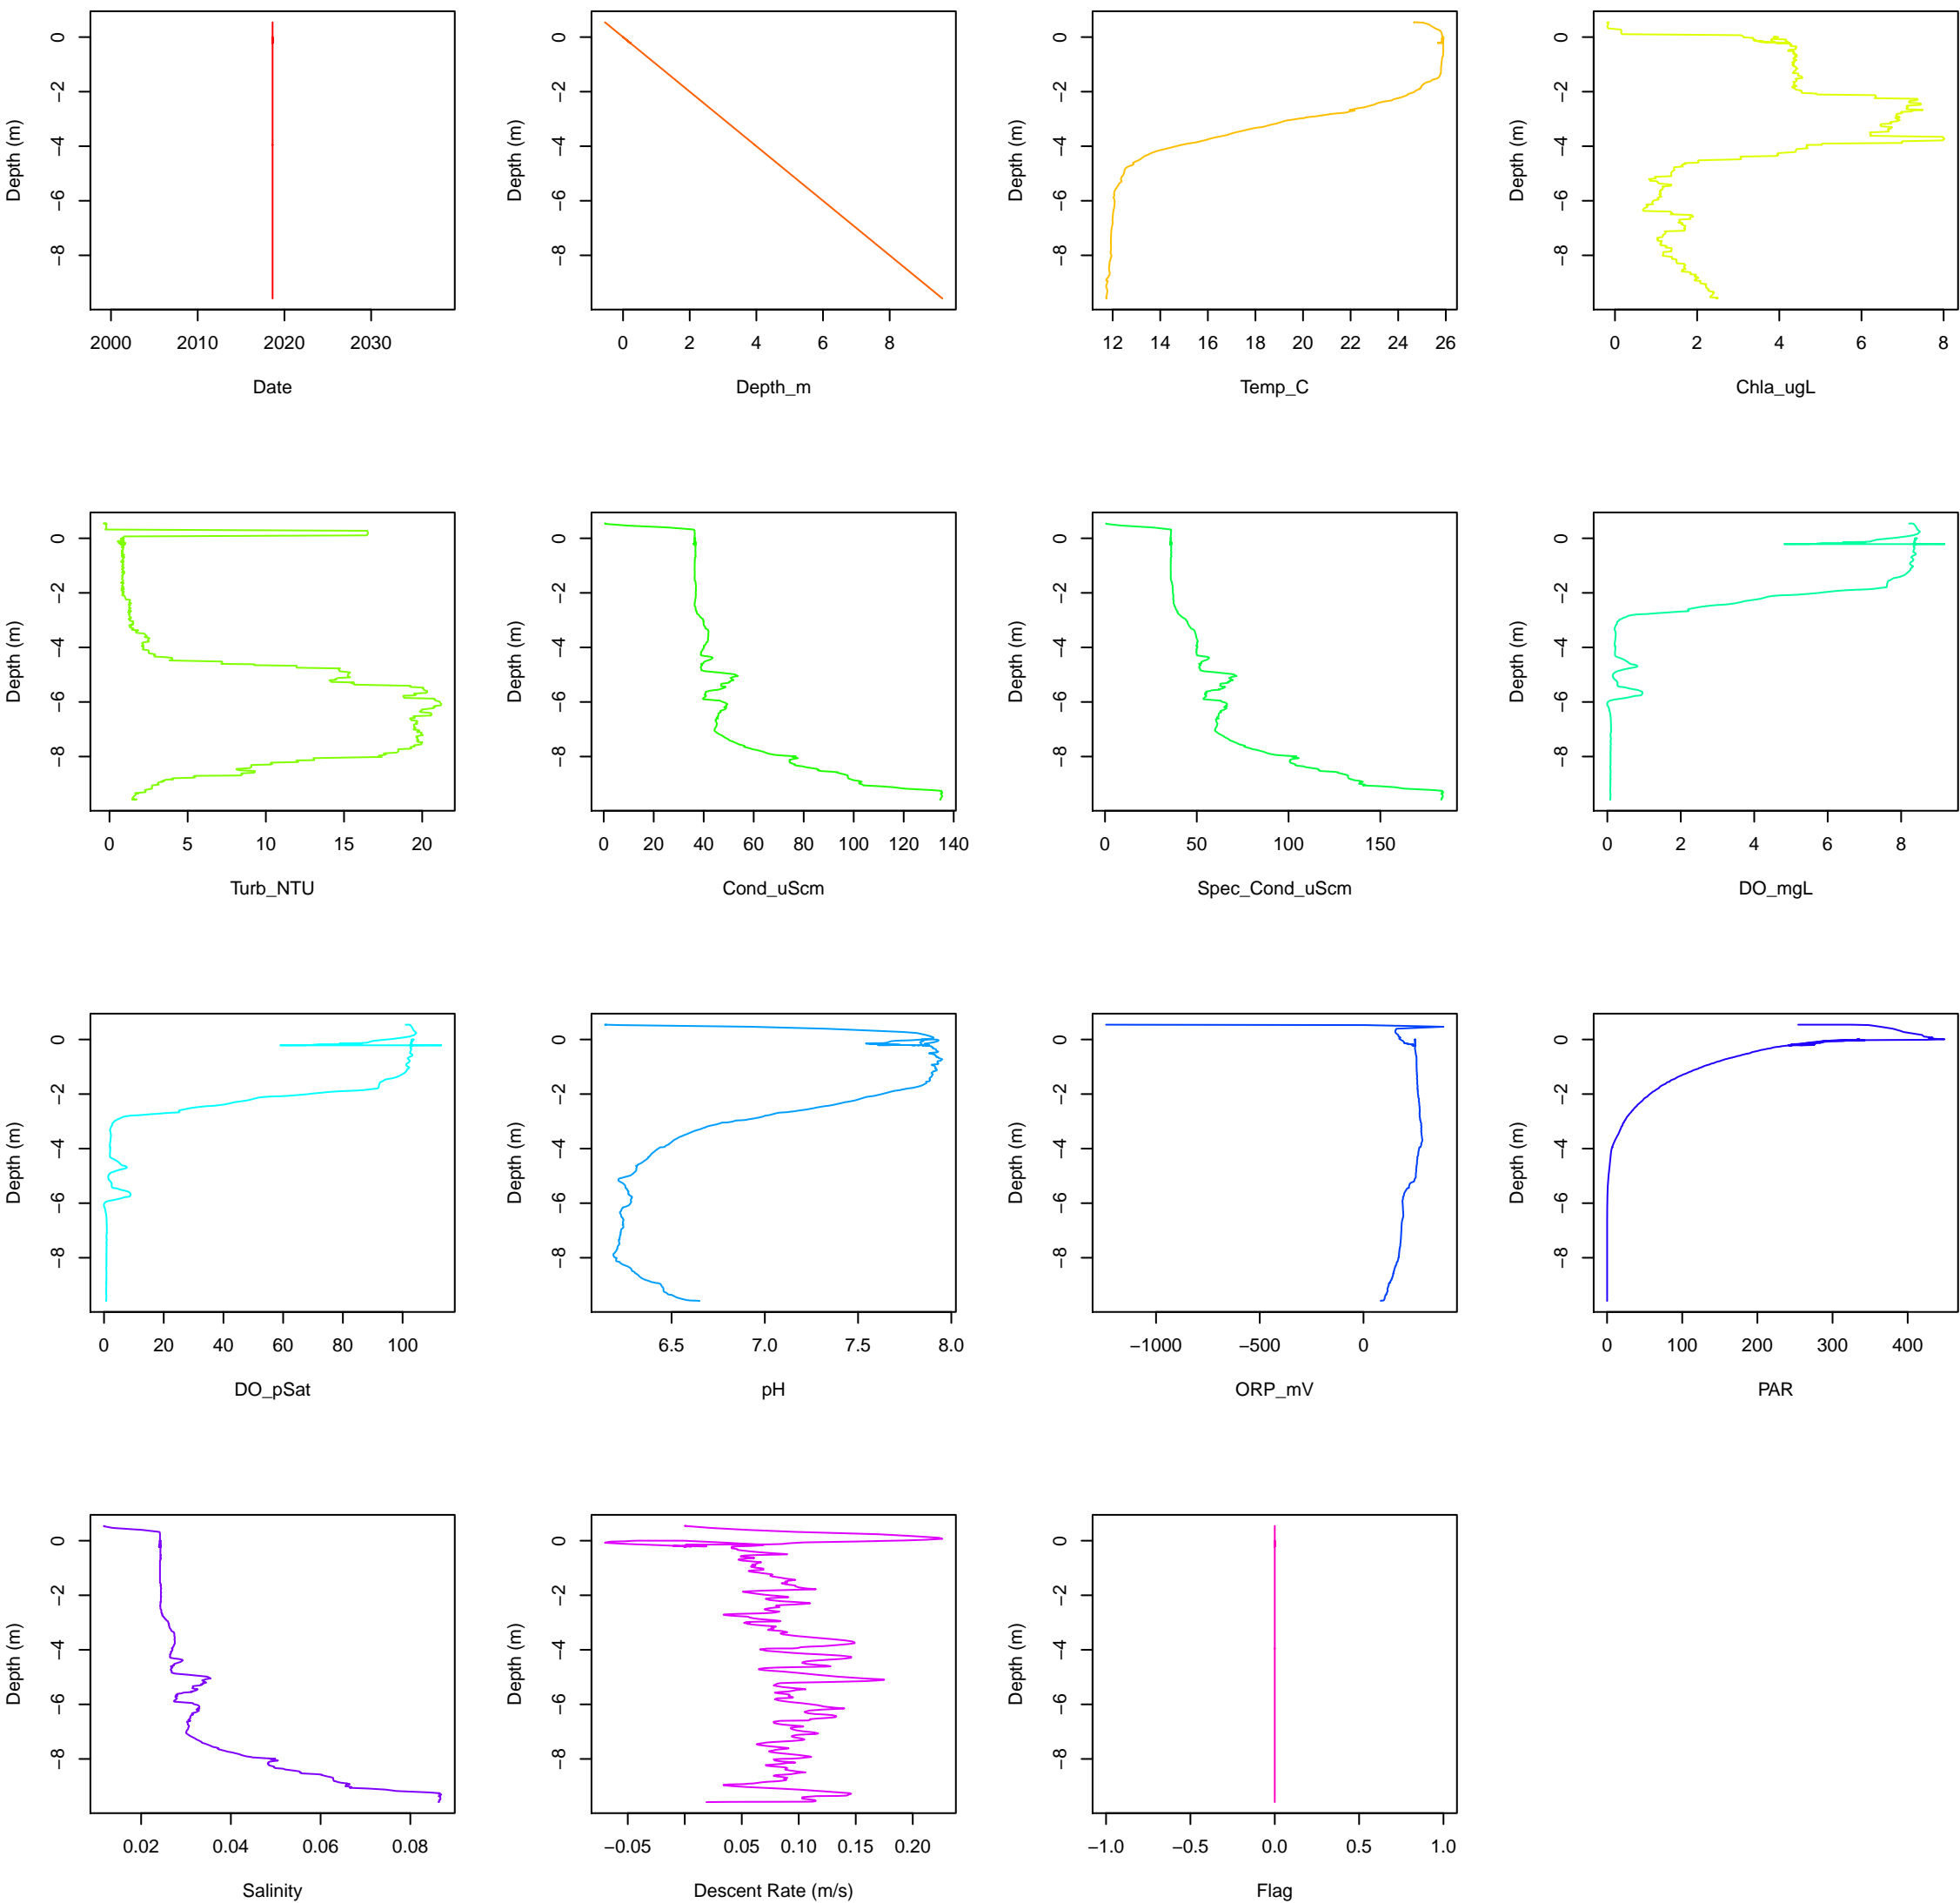 0 0 0 0
−2 −2 −2 −2
Depth (m) Depth (m) Depth (m) Depth (m)
−4 −4 −4 −4
−6 −6 −6 −6
−8 −8 −8 −8
2000 2010 2020 2030 0 2 4 6 8 12 14 16 18 20 22 24 26 0 2 4 6 8
Date Depth_m Temp_C Chla_ugL
0 0 0 0
−2 −2 −2 −2
Depth (m) Depth (m) Depth (m) Depth (m)
−4 −4 −4 −4
−6 −6 −6 −6
−8 −8 −8 −8
0 5 10 15 20 0 20 40 60 80 100 120 140 0 50 100 150 0 2 4 6 8
Turb_NTU Cond_uScm Spec_Cond_uScm DO_mgL
0 0 0 0
−2 −2 −2 −2
Depth (m) Depth (m) Depth (m) Depth (m)
−4 −4 −4 −4
−6 −6 −6 −6
−8 −8 −8 −8
0 20 40 60 80 100 6.5 7.0 7.5 8.0 −1000 −500 0 0 100 200 300 400
DO_pSat pH ORP_mV PAR
0 0 0
−2 −2 −2
Depth (m) Depth (m) Depth (m)
−4 −4 −4
−6 −6 −6
−8 −8 −8
0.02 0.04 0.06 0.08 −0.05 0.05 0.10 0.15 0.20 −1.0 −0.5 0.0 0.5 1.0
Salinity Descent Rate (m/s) Flag